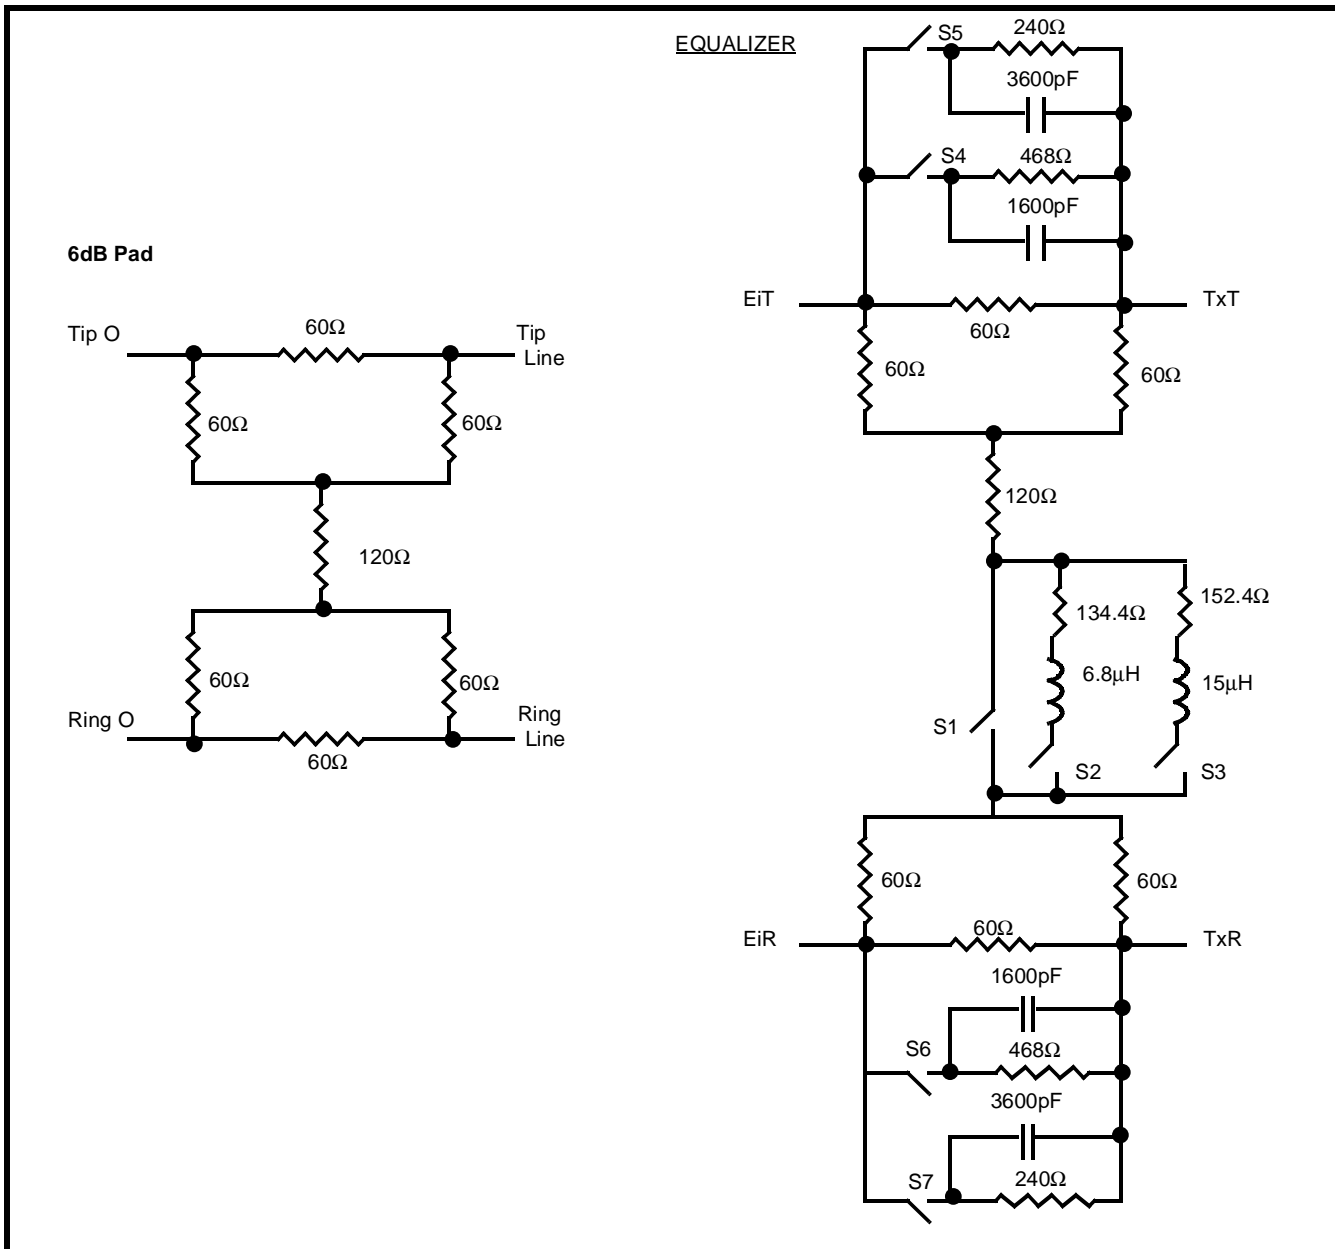 EQUALIZER
S5
240Ω
3600pF
S4
468Ω
1600pF
EiT
TxT
60Ω
60Ω
60Ω
120Ω
134.4Ω
152.4Ω
6.8μH
15μH
S1
S2
S3
60Ω
60Ω
EiR
60Ω
TxR
1600pF
S6
468Ω
3600pF
S7
240Ω
6dB Pad
Tip O
60Ω
Tip
Line
60Ω
60Ω
120Ω
60Ω
60Ω
Ring O
60Ω
Ring
Line